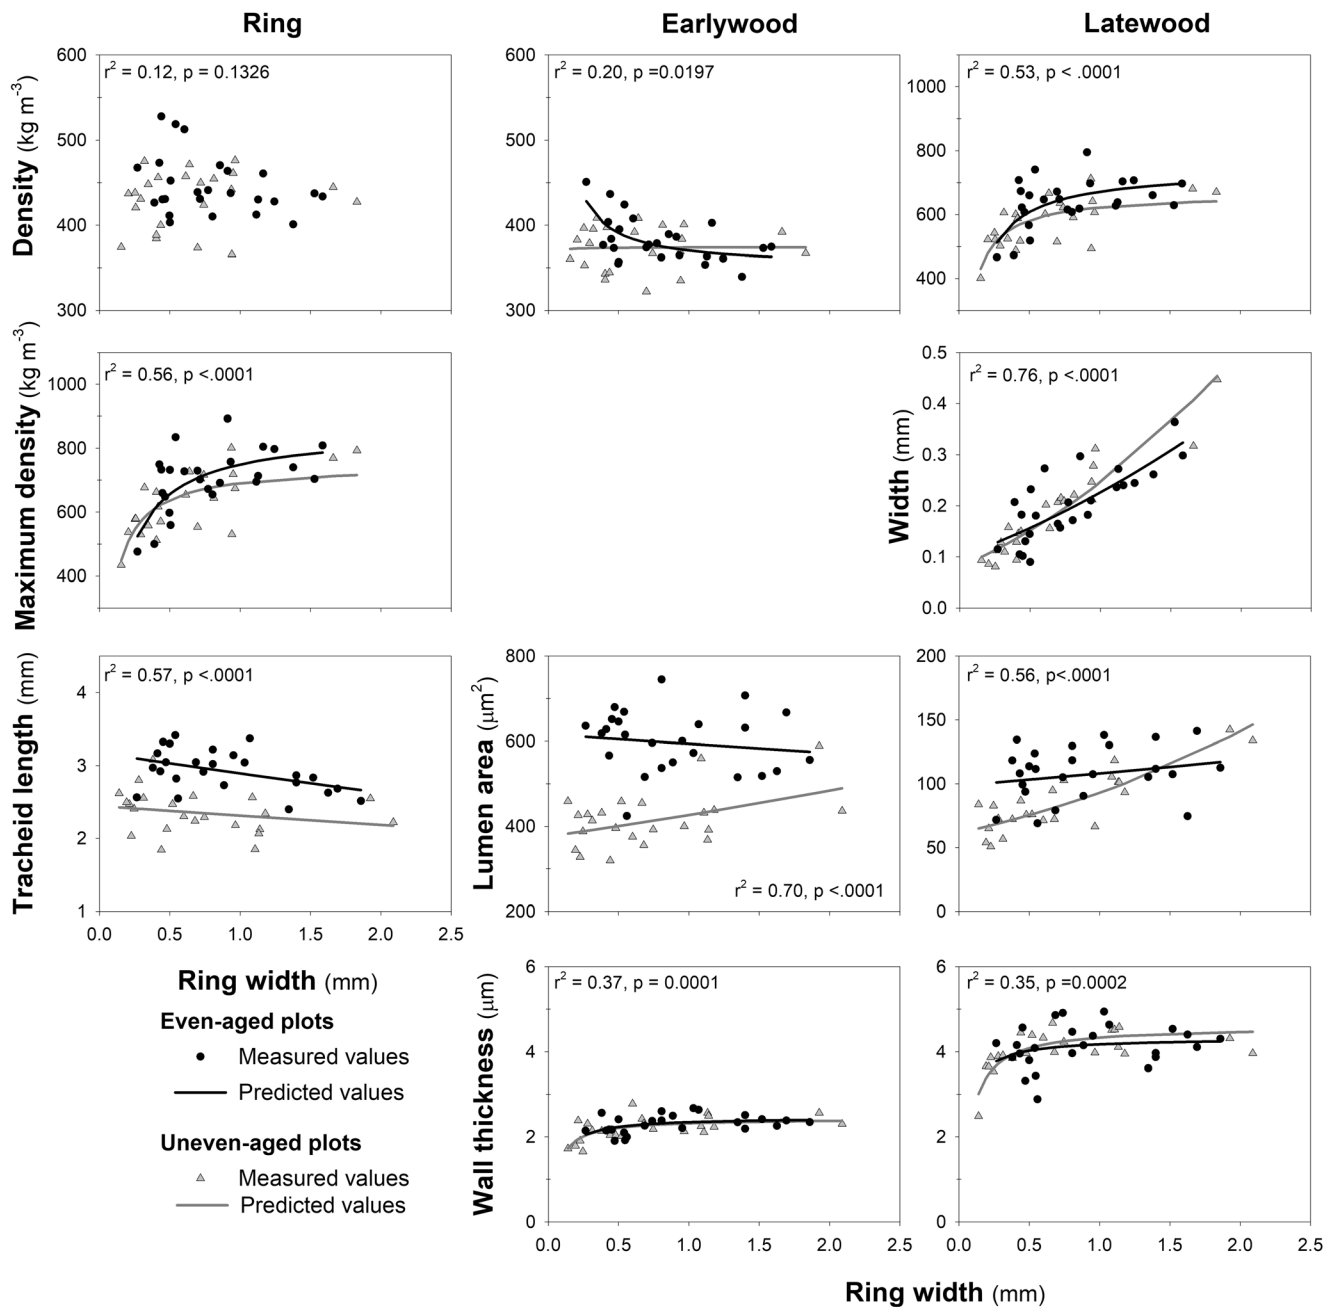 Ring
Earlywood
Latewood
Density (kg m⁻³)
600
500
400
300
r² = 0.12, p = 0.1326
600
500
400
300
r² = 0.20, p =0.0197
1000
800
600
400
r² = 0.53, p < .0001
Maximum density (kg m⁻³)
1000
800
600
400
r² = 0.56, p <.0001
Width (mm)
0.5
0.4
0.3
0.2
0.1
0.0
r² = 0.76, p <.0001
Tracheid length (mm)
4
3
2
1
r² = 0.57, p <.0001
0.0 0.5 1.0 1.5 2.0 2.5
Lumen area (μm²)
800
600
400
200
r² = 0.70, p <.0001
200
150
100
50
0
r² = 0.56, p<.0001
Ring width (mm)
Even-aged plots
Measured values
Predicted values
Uneven-aged plots
Measured values
Predicted values
Wall thickness (μm)
6
4
2
0
r² = 0.37, p = 0.0001
0.0 0.5 1.0 1.5 2.0
6
4
2
0
r² = 0.35, p =0.0002
0.0 0.5 1.0 1.5 2.0 2.5
Ring width (mm)